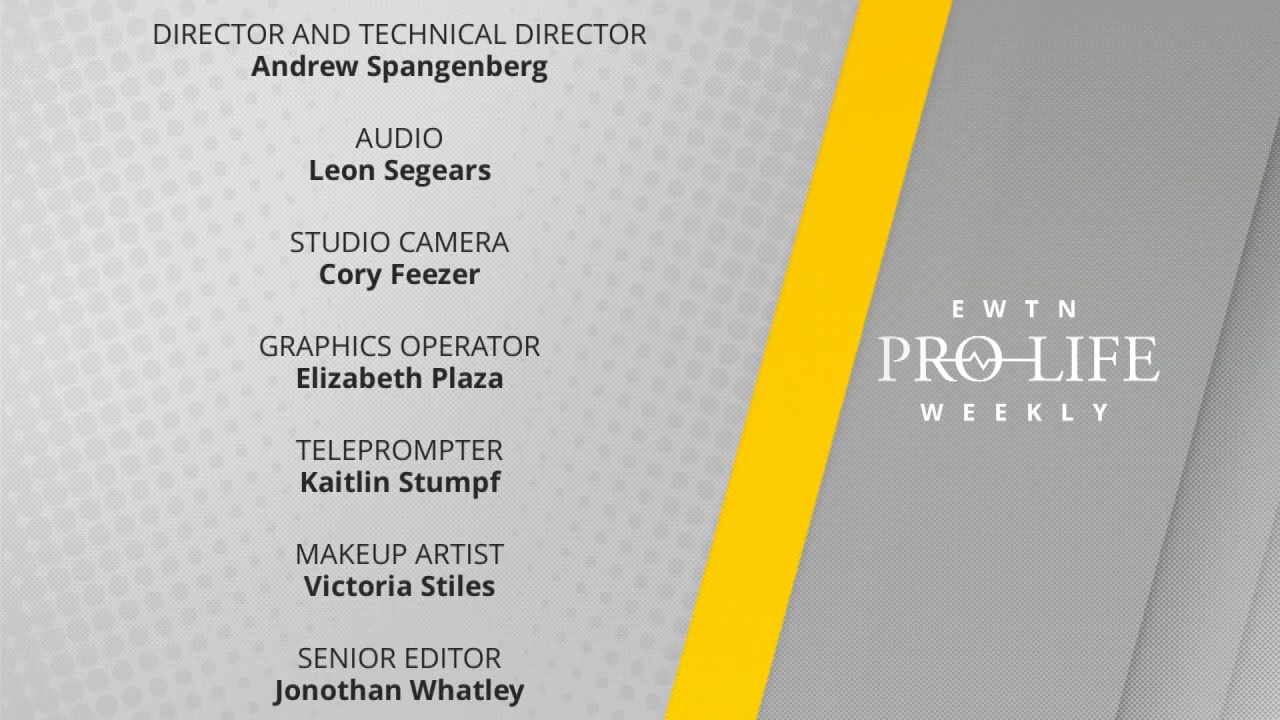 DIRECTOR AND TECHNICAL DIRECTOR
Andrew Spangenberg
AUDIO
Leon Segears
STUDIO CAMERA
Cory Feezer
GRAPHICS OPERATOR
Elizabeth Plaza
TELEPROMPTER
Kaitlin Stumpf
MAKEUP ARTIST
Victoria Stiles
SENIOR EDITOR
Jonothan Whatley
EWTN
PRO-LIFE
WEEKLY